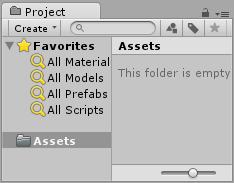 Project
Create
Favorites
All Material
All Models
All Prefabs
All Scripts
Assets
Assets
This folder is empty